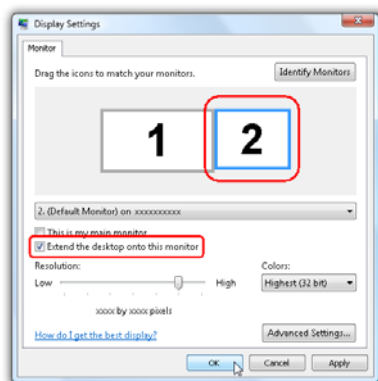 Display Settings
Monitor
Drag the icons to match your monitors.
Identify Monitors
1
2
2. (Default Monitor) on xxxxxxxxxx
This is my main monitor
Extend the desktop onto this monitor
Resolution:
Colors:
Low
High
Highest (32 bit)
xxxx by xxxx pixels
How do I get the best display?
Advanced Settings...
OK
Cancel
Apply